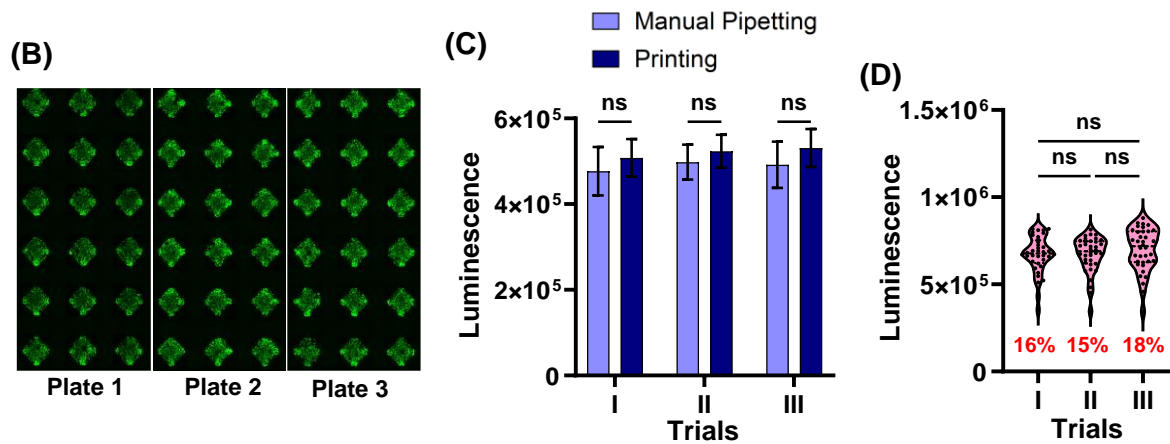 (B)
Plate 1 Plate 2 Plate 3
(C)
Manual Pipetting
Printing
ns ns ns
6×10⁵
4×10⁵
2×10⁵
0
Luminescence
I II III
Trials
(D)
1.5×10⁶
1×10⁶
5×10⁵
0
Luminescence
ns
ns ns
16% 15% 18%
I II III
Trials